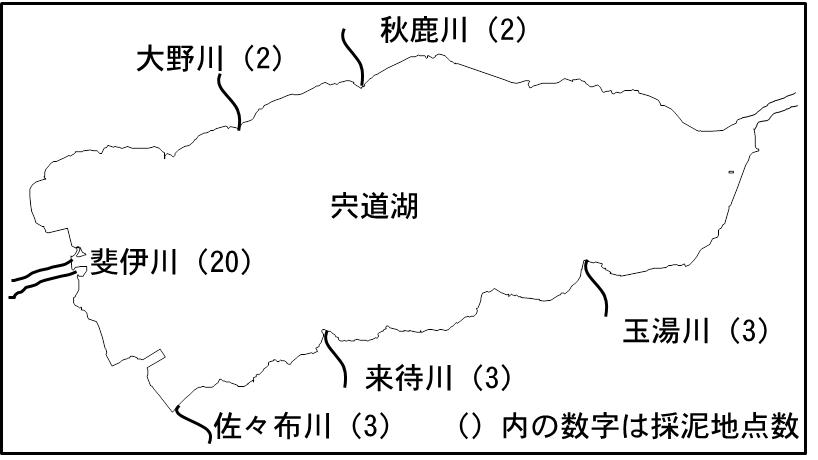 秋鹿川（2）
大野川（2）
宍道湖
斐伊川（20）
玉湯川（3）
来待川（3）
佐々布川（3）
（）内の数字は採泥地点数